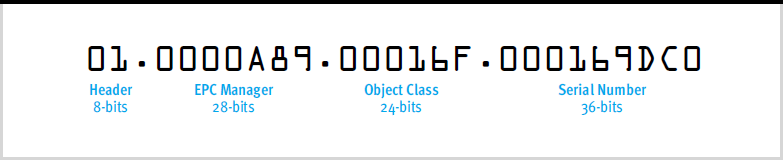 01.0000A89.00016F.000169DC0
Header EPC Manager Object Class Serial Number
8-bits 28-bits 24-bits 36-bits